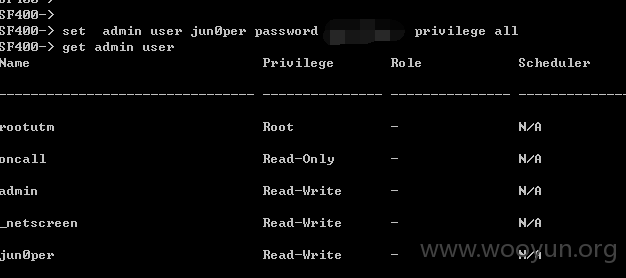 SF400->
SF400->
SF400-> set  admin user jun0per password privilege all
SF400-> get admin user
Name Privilege Role Scheduler
-------------------------------- --------------- --------------- --------------
rootutm Root - N/A
oncall Read-Only - N/A
admin Read-Write - N/A
_netscreen Read-Write - N/A
jun0per Read-Write - N/A
www.wooyun.org